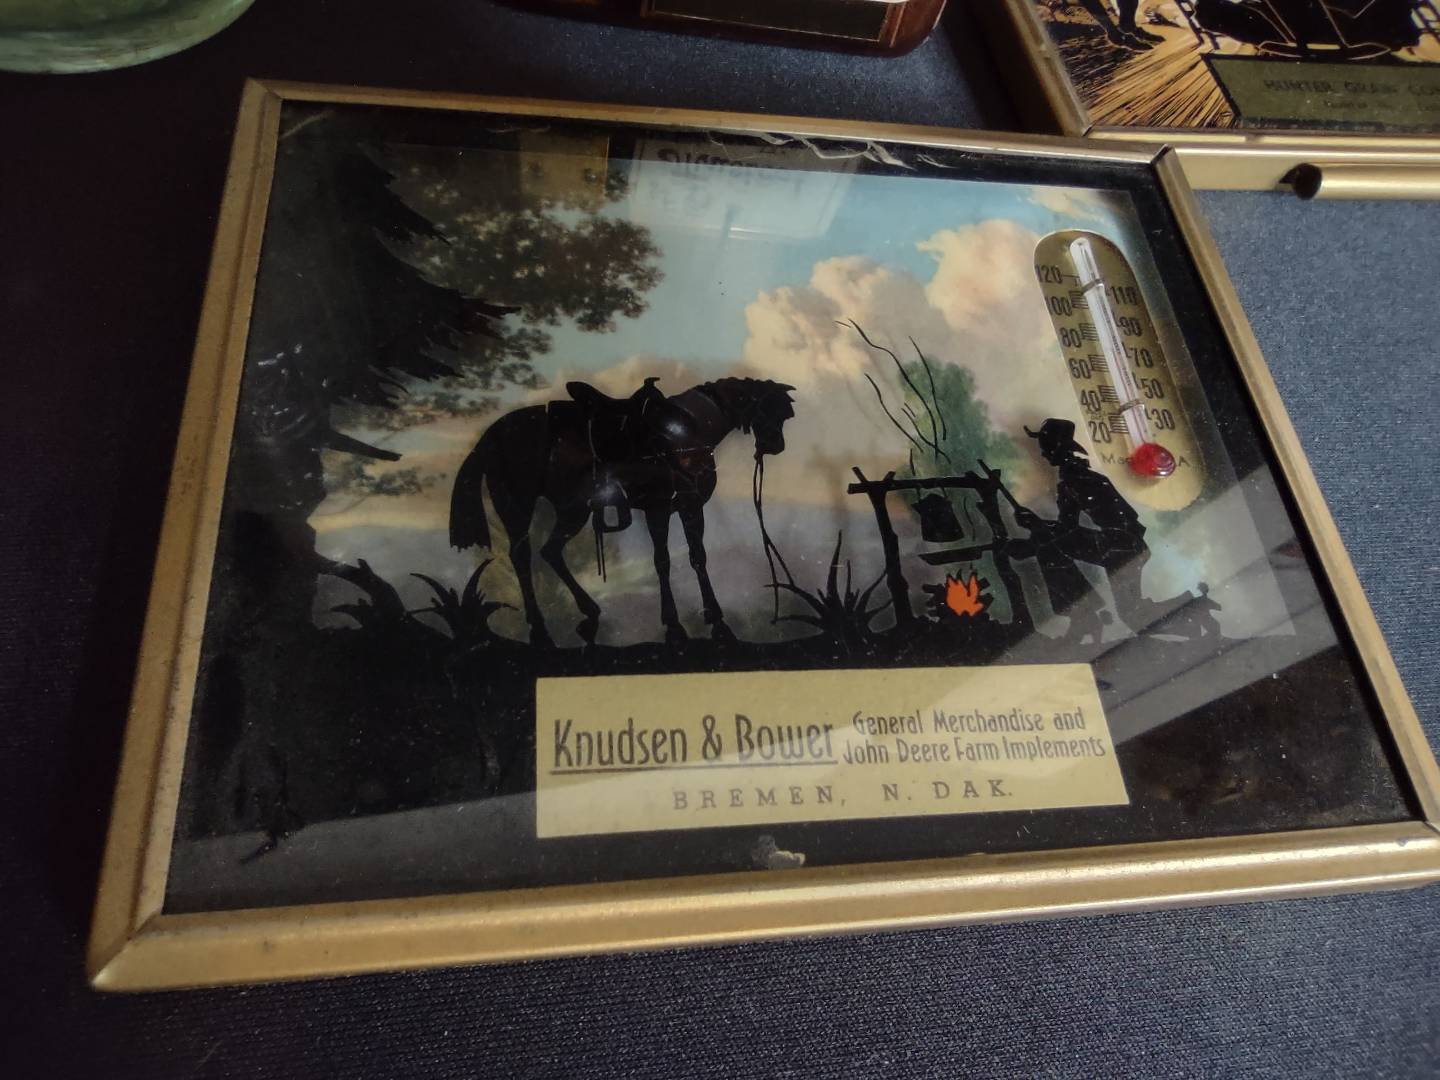 HUNTER GRAIN
120
110
100
90
80
70
60
50
40
30
20
Knudsen & Bower General Merchandise and
John Deere Farm Implements
BREMEN, N. DAK.